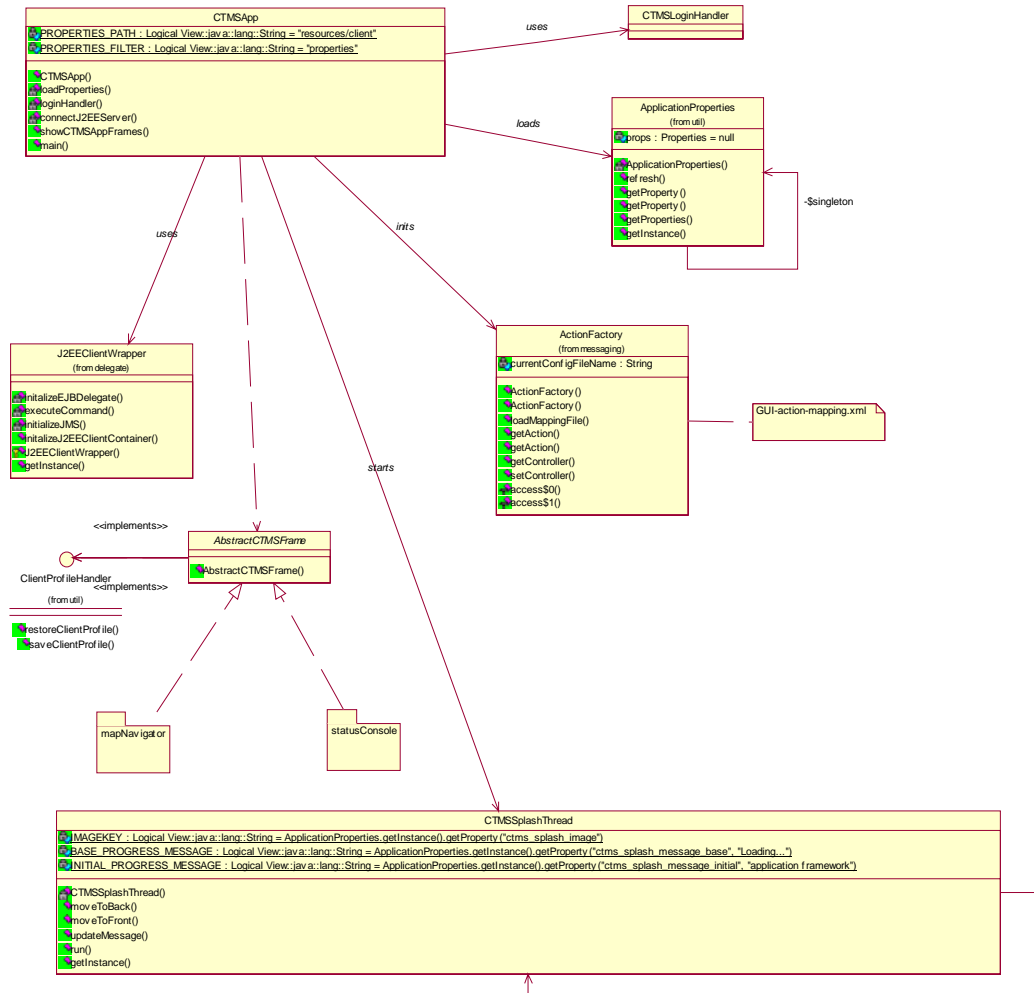 CTMSApp
PROPERTIES_PATH : Logical View::java::lang::String = "resources/client"
PROPERTIES_FILTER : Logical View::java::lang::String = "properties"
CTMSApp()
loadProperties()
loginHandler()
connectJ2EEServer()
showCTMSAppFrames()
main()
CTMSLoginHandler
uses
ApplicationProperties
(from util)
props : Properties = null
ApplicationProperties()
refresh()
getProperty()
getProperty()
getProperties()
getInstance()
loads
-$singleton
uses
inits
J2EEClientWrapper
(from delegate)
initalizeEJBDelegate()
executeCommand()
initializeJMS()
initalizeJ2EEClientContainer()
J2EEClientWrapper()
getInstance()
ActionFactory
(from messaging)
currentConfigFileName : String
ActionFactory()
ActionFactory()
loadMappingFile()
getAction()
getAction()
getController()
setController()
access$0()
access$1()
GUI-action-mapping.xml
starts
<<implements>>
AbstractCTMSFrame
AbstractCTMSFrame()
ClientProfileHandler
<<implements>>
(from util)
restoreClientProfile()
saveClientProfile()
mapNavigator
statusConsole
CTMSSplashThread
IMAGEKEY : Logical View::java::lang::String = ApplicationProperties.getInstance().getProperty("ctms_splash_image")
BASE_PROGRESS_MESSAGE : Logical View::java::lang::String = ApplicationProperties.getInstance().getProperty("ctms_splash_message_base", "Loading...")
INITIAL_PROGRESS_MESSAGE : Logical View::java::lang::String = ApplicationProperties.getInstance().getProperty("ctms_splash_message_initial", "application framework")
CTMSSplashThread()
moveToBack()
moveToFront()
updateMessage()
run()
getInstance()